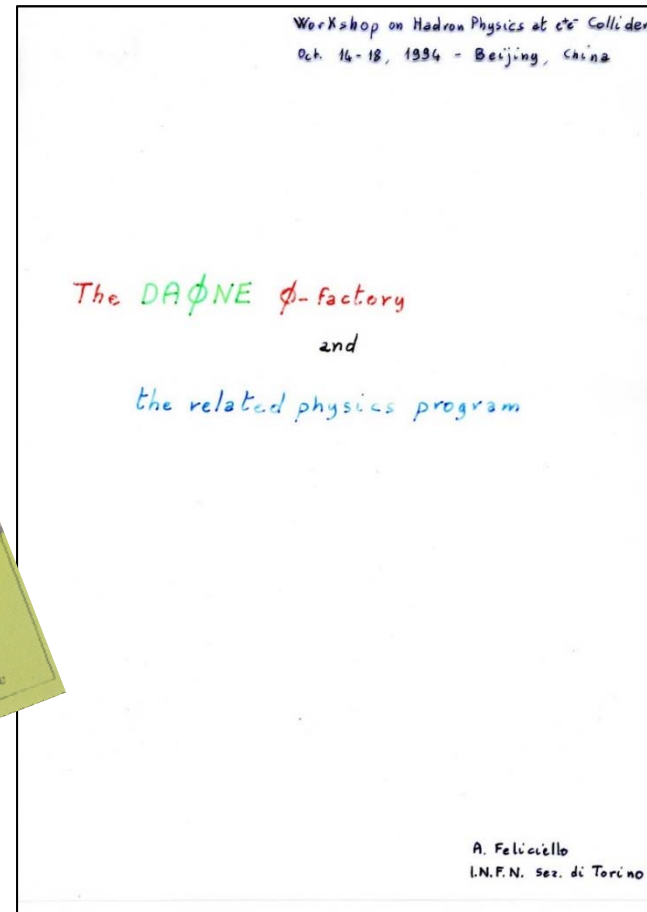 Workshop on Hadron Physics at e⁺e⁻ Collider
Oct. 14-18, 1994 - Beijing, China
The DAΦNE Φ-factory
and
the related physics program
A. Feliciello
I.N.F.N. Sez. di Torino